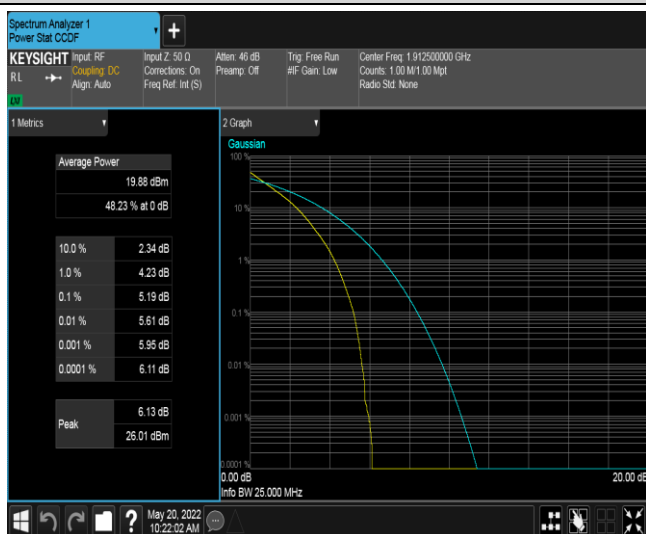 Spectrum Analyzer 1
Power Stat CCDF
KEYSIGHT
RL
Input: RF
Coupling: DC
Align: Auto
Input Z: 50 Ω
Corrections: On
Freq Ref: Int (S)
Atten: 46 dB
Preamp: Off
Trig: Free Run
#IF Gain: Low
Center Freq: 1.912500000 GHz
Counts: 1.00 M/1.00 Mpt
Radio Std: None
1 Metrics
Average Power
19.88 dBm
48.23 % at 0 dB
10.0 % 2.34 dB
1.0 % 4.23 dB
0.1 % 5.19 dB
0.01 % 5.61 dB
0.001 % 5.95 dB
0.0001 % 6.11 dB
Peak
6.13 dB
26.01 dBm
2 Graph
Gaussian
100 %
10 %
1 %
0.1 %
0.01 %
0.001 %
0.0001 %
0.00 dB
20.00 dB
Info BW 25.000 MHz
May 20, 2022
10:22:02 AM